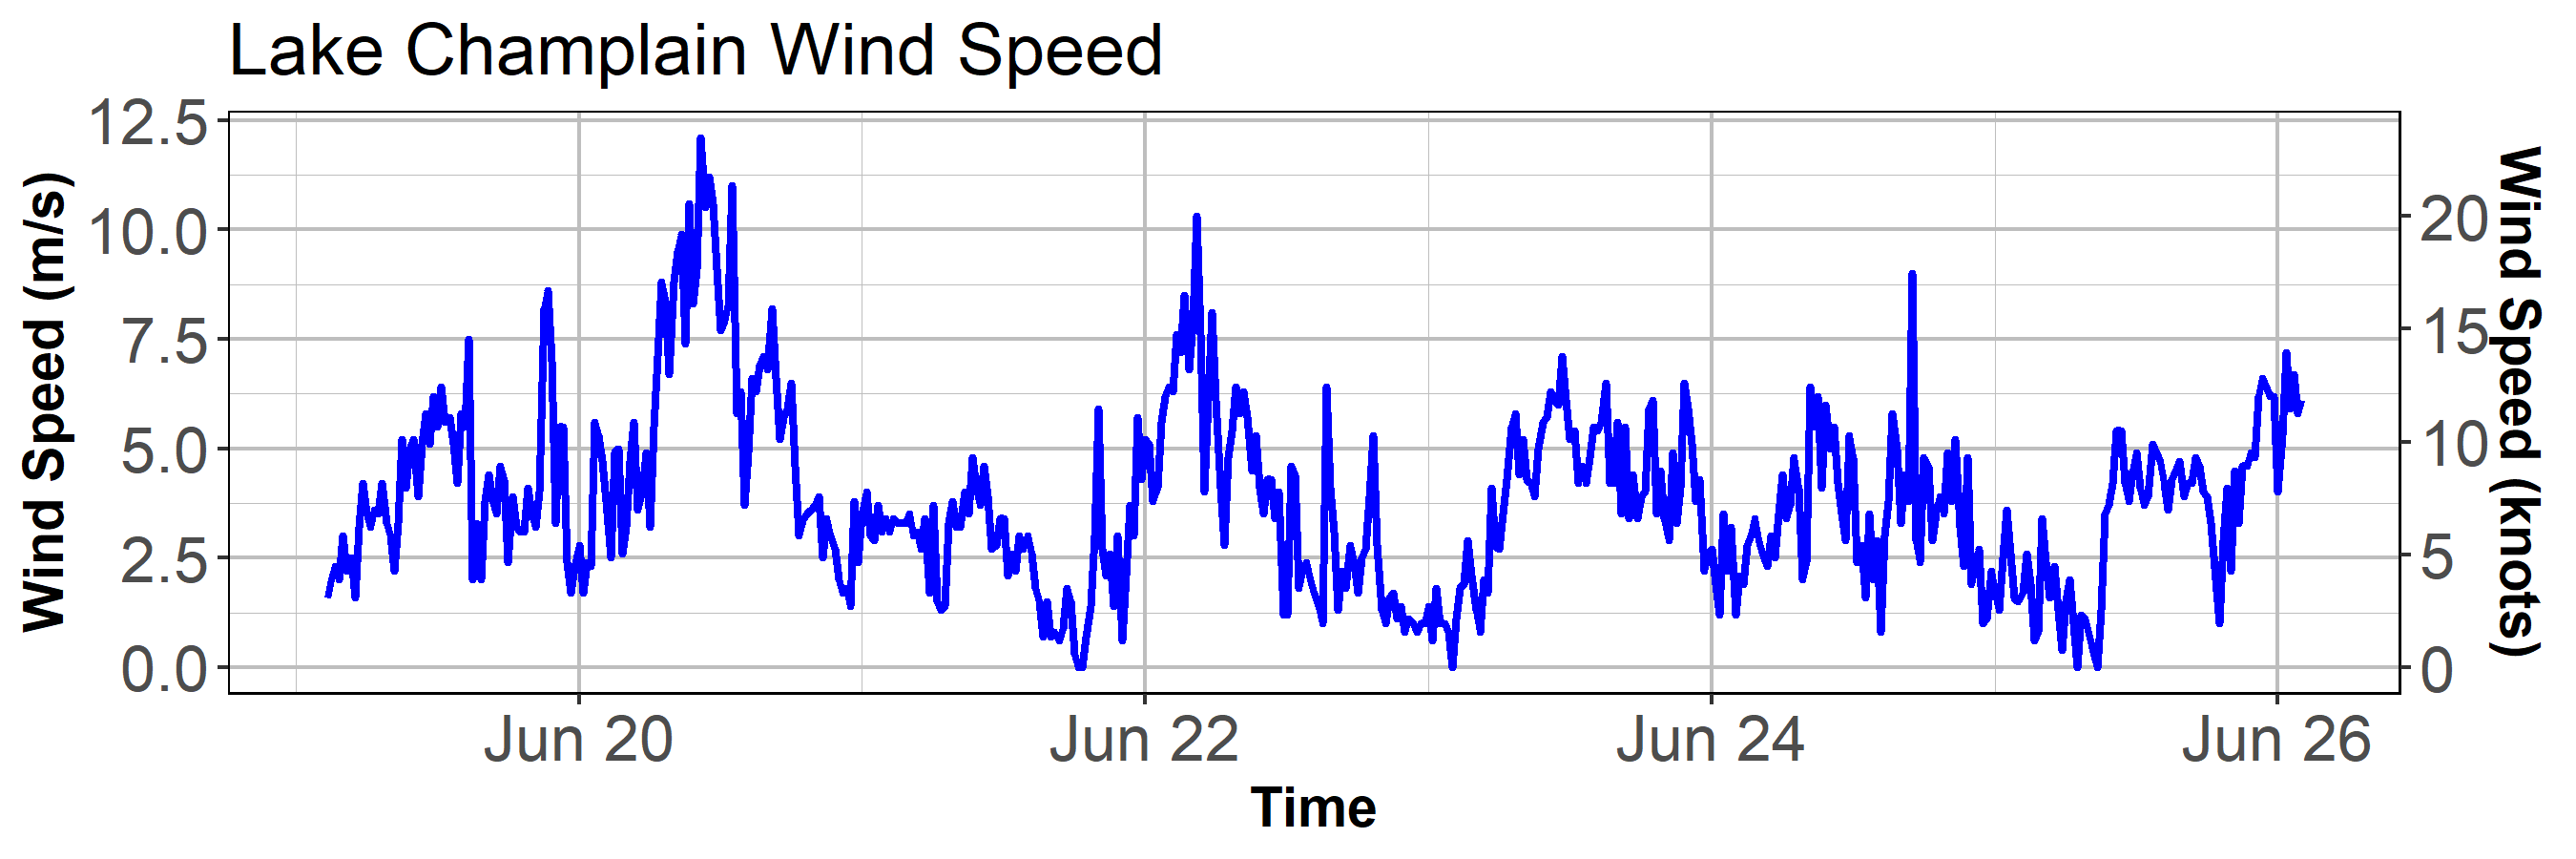 Lake Champlain Wind Speed
Wind Speed (m/s)
12.5
10.0
7.5
5.0
2.5
0.0
Wind Speed (knots)
20
15
10
5
0
Jun 20 Jun 22 Jun 24 Jun 26
Time